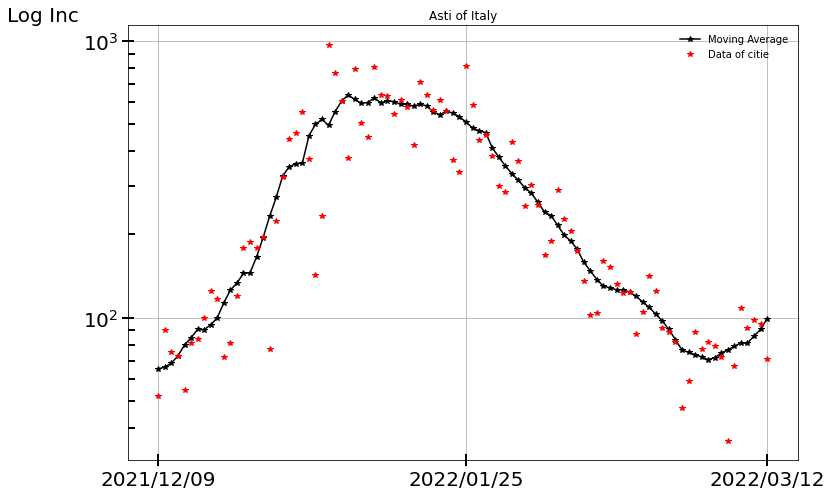 Log Inc
Asti of Italy
Moving Average
Data of citie
10³
10²
2021/12/09
2022/01/25
2022/03/12